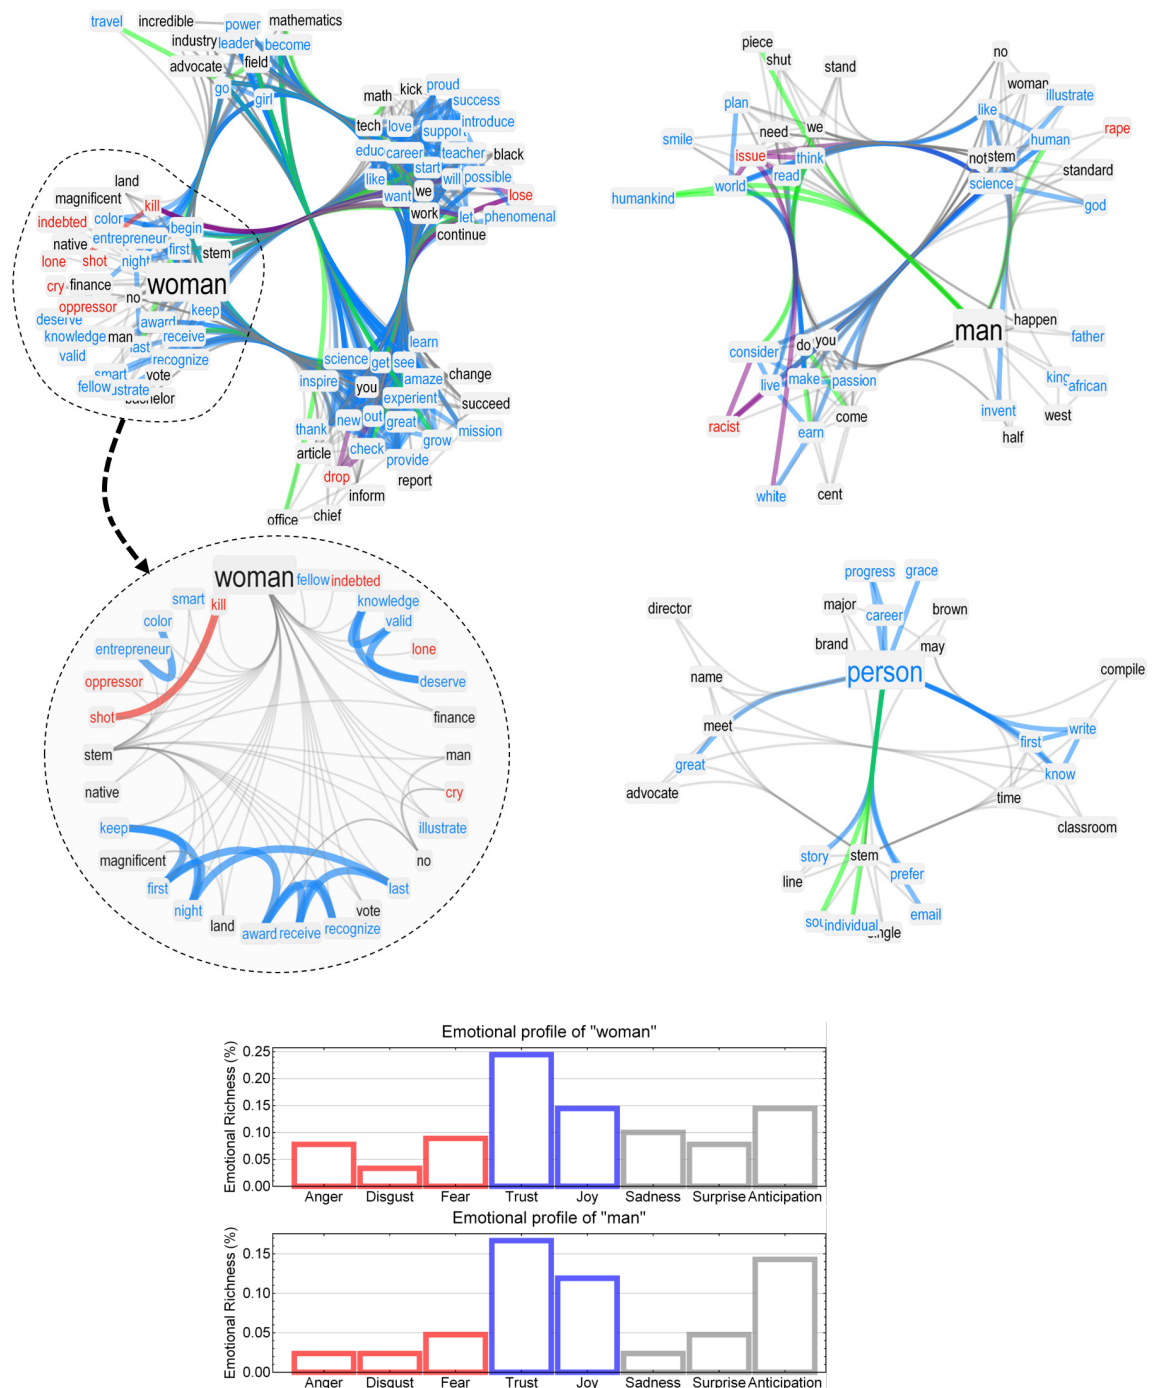 travel
incredible
power
mathematics
industry
leader
become
advocate
field
go
girl
math
kick
proud
success
tech
love
support
introduce
educ
career
teacher
black
start
like
will
possible
want
we
lose
work
let
phenomenal
continue
land
magnificent
kill
indebted
color
begin
entrepreneur
native
first
stem
lone
shot
night
cry
finance
no
woman
oppressor
keep
deserve
award
knowledge
man
last
receive
valid
recognize
smart
vote
fellow
ustrate
bachelor
learn
science
get
see
inspire
you
amaze
change
experient
succeed
new
out
great
thank
grow
mission
article
check
provide
drop
report
inform
office
chief
piece
shut
stand
no
woman
plan
like
illustrate
need
we
human
rape
smile
issue
think
not
stem
read
science
standard
world
humankind
god
happen
man
do
you
father
consider
live
make
passion
king
african
invent
west
come
racist
earn
half
white
cent
woman
fellow
indebted
smart
kill
knowledge
color
valid
entrepreneur
lone
oppressor
deserve
shot
finance
stem
man
native
cry
keep
illustrate
magnificent
no
first
last
night
land
vote
award
receive
recognize
progress
grace
director
major
career
brown
brand
may
name
person
compile
meet
first
write
great
know
advocate
time
classroom
story
stem
line
prefer
sou
individual
email
ngle
Emotional profile of "woman"
Emotional Richness (%)
0.25
0.20
0.15
0.10
0.05
0.00
Anger Disgust Fear Trust Joy Sadness Surprise Anticipation
Emotional profile of "man"
Emotional Richness (%)
0.15
0.10
0.05
0.00
Anger Disgust Fear Trust Joy Sadness Surprise Anticipation